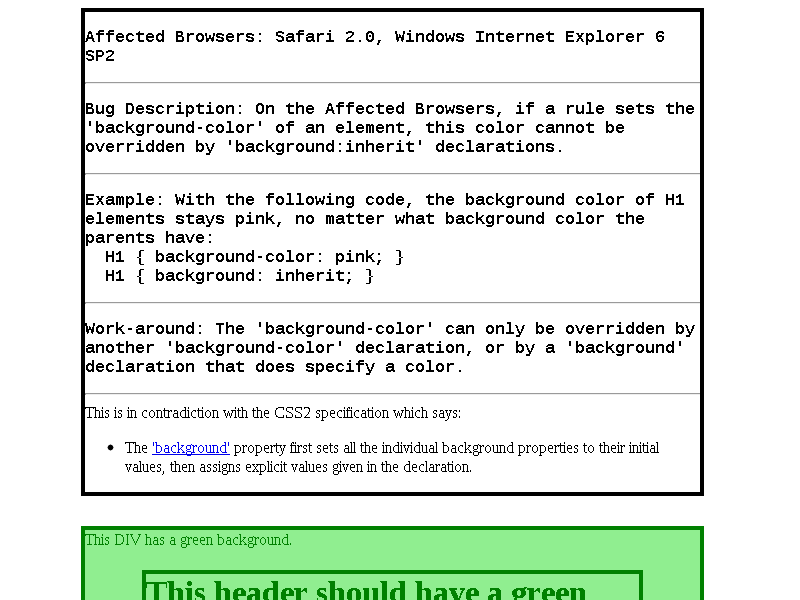 Affected Browsers: Safari 2.0, Windows Internet Explorer 6
SP2
Bug Description: On the Affected Browsers, if a rule sets the
'background-color' of an element, this color cannot be
overridden by 'background:inherit' declarations.
Example: With the following code, the background color of H1
elements stays pink, no matter what background color the
parents have:
H1 { background-color: pink; }
H1 { background: inherit; }
Work-around: The 'background-color' can only be overridden by
another 'background-color' declaration, or by a 'background'
declaration that does specify a color.
This is in contradiction with the CSS2 specification which says:
• The 'background' property first sets all the individual background properties to their initial
values, then assigns explicit values given in the declaration.
This DIV has a green background.
This header should have a green